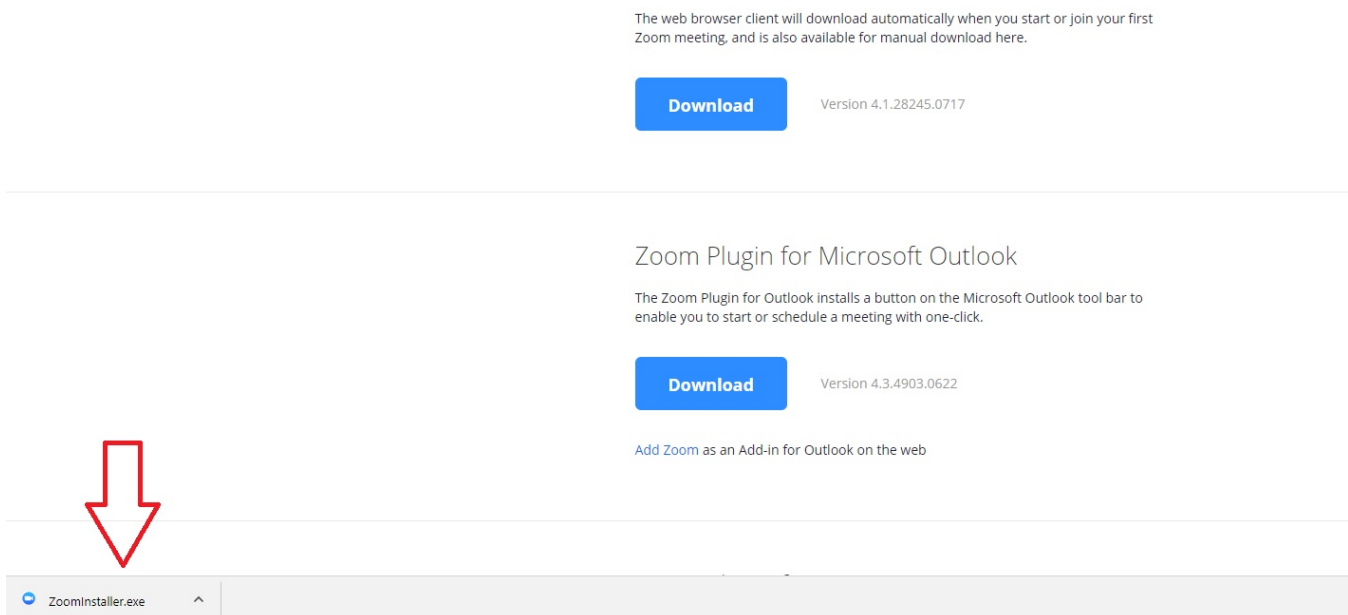 The web browser client will download automatically when you start or join your first
Zoom meeting, and is also available for manual download here.
Download
Version 4.1.28245.0717
Zoom Plugin for Microsoft Outlook
The Zoom Plugin for Outlook installs a button on the Microsoft Outlook tool bar to
enable you to start or schedule a meeting with one-click.
Download
Version 4.3.4903.0622
Add Zoom as an Add-in for Outlook on the web
ZoomInstaller.exe